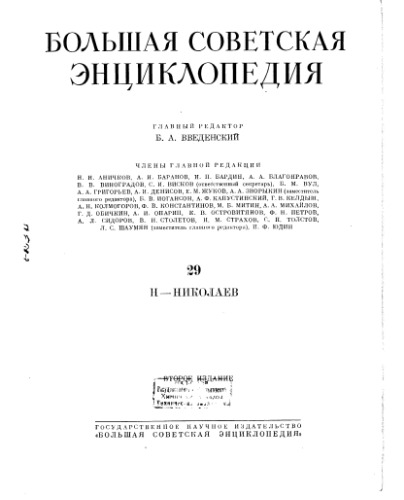 БОЛЬШАЯ СОВЕТСКАЯ
ЭНЦИКЛОПЕДИЯ
ГЛАВНЫЙ РЕДАКТОР
Б. А. ВВЕДЕНСКИЙ
ЧЛЕНЫ ГЛАВНОЙ РЕДАКЦИИ
Н. Н. АНИЧКОВ, А. И. БАРАНОВ, И. П. БАРДИН, А. А. БЛАГОНРАВОВ,
В. В. ВИНОГРАДОВ, С. И. ВИСКОВ (ответственный секретарь), Б. М. ВУЛ,
А. А. ГРИГОРЬЕВ, А. И. ДЕНИСОВ, Е. М. ЖУКОВ, А. А. ЗВОРЫКИН (заместитель
главного редактора), Б. В. ИОГАНСОН, А. Ф. КАПУСТИНСКИЙ, Г. В. КЕЛДЫШ,
А. Н. КОЛМОГОРОВ, Ф. В. КОНСТАНТИНОВ, М. Б. МИТИН, А. А. МИХАЙЛОВ,
Г. Д. ОБИЧКИН, А. И. ОПАРИН, К. В. ОСТРОВИТЯНОВ, Ф. Н. ПЕТРОВ,
А. Л. СИДОРОВ, В. Н. СТОЛЕТОВ, Н. М. СТРАХОВ, С. П. ТОЛСТОВ,
Л. С. ШАУМЯН (заместитель главного редактора), П. Ф. ЮДИН
29
Н—НИКОЛАЕВ
ВТОРОЕ ИЗДАНИЕ
ГОСУДАРСТВЕННОЕ НАУЧНОЕ ИЗДАТЕЛЬСТВО
«БОЛЬШАЯ СОВЕТСКАЯ ЭНЦИКЛОПЕДИЯ»